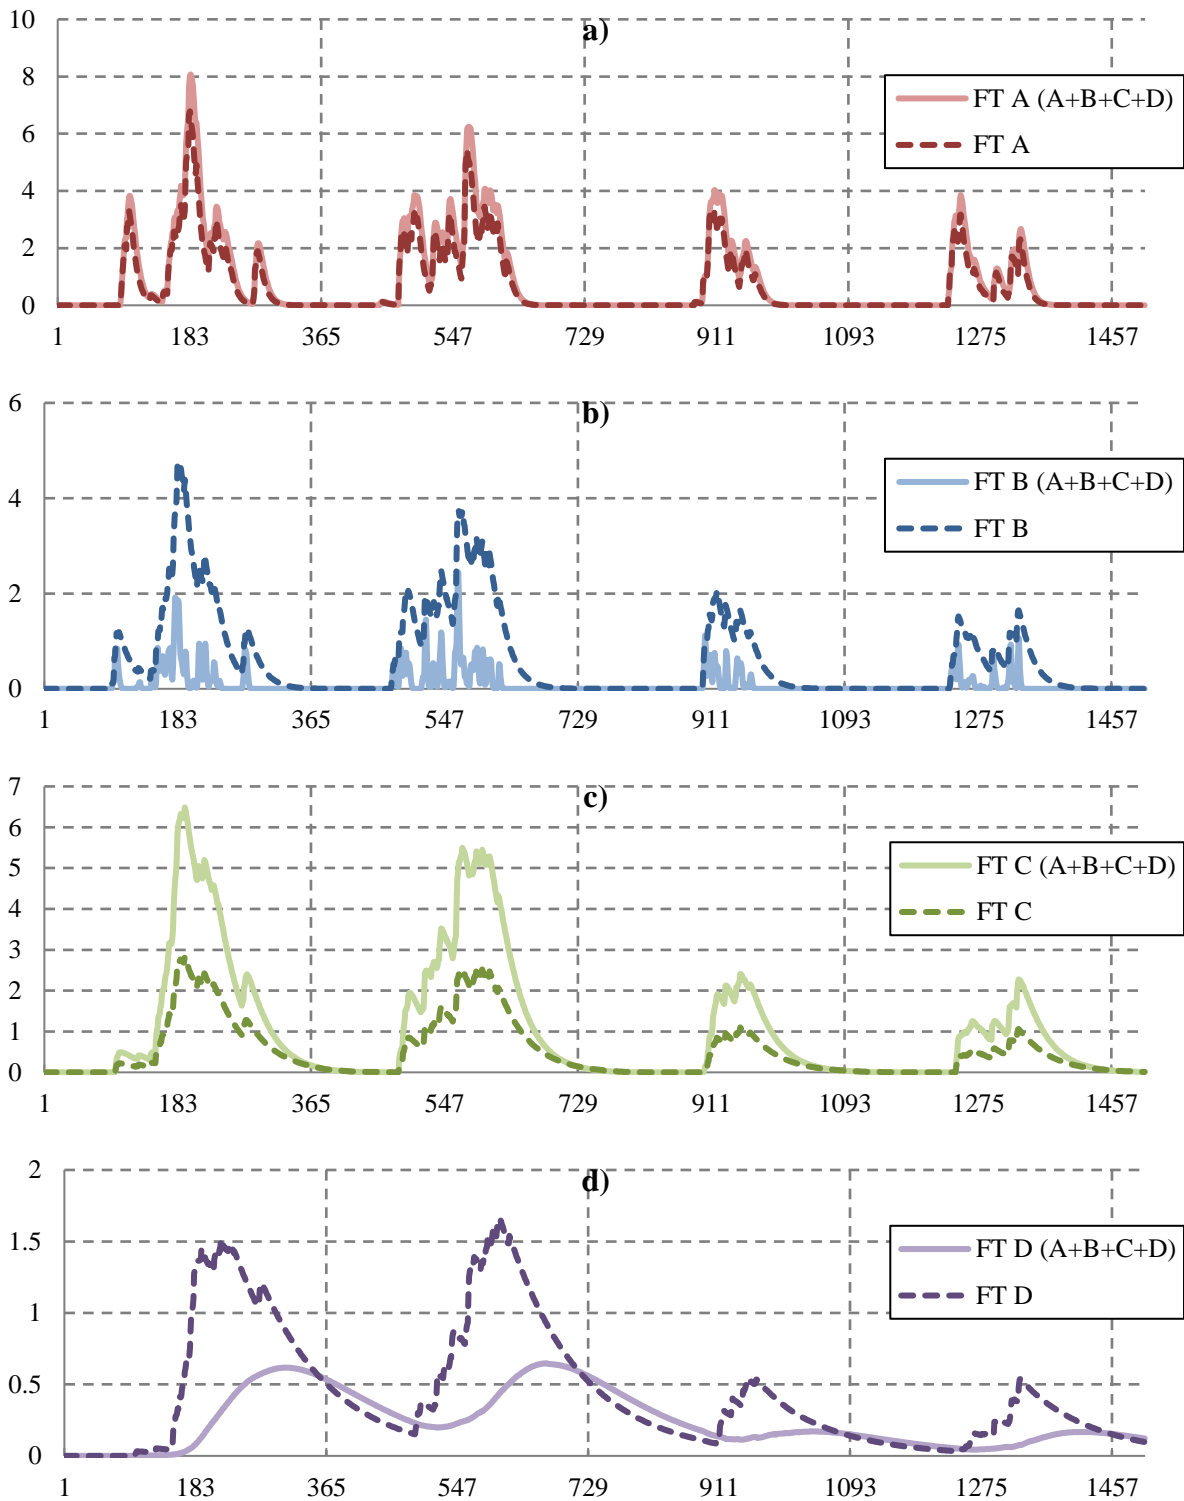 a)
10
8
6
4
2
0
1 183 365 547 729 911 1093 1275 1457
FT A (A+B+C+D)
FT A
b)
6
4
2
0
1 183 365 547 729 911 1093 1275 1457
FT B (A+B+C+D)
FT B
c)
7
6
5
4
3
2
1
0
1 183 365 547 729 911 1093 1275 1457
FT C (A+B+C+D)
FT C
d)
2
1.5
1
0.5
0
1 183 365 547 729 911 1093 1275 1457
FT D (A+B+C+D)
FT D